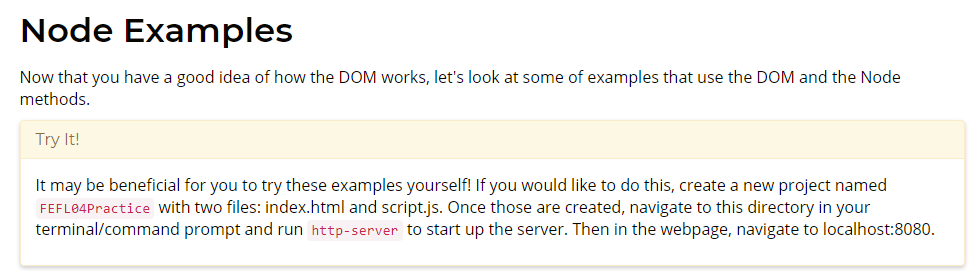 Node Examples
Now that you have a good idea of how the DOM works, let's look at some of examples that use the DOM and the Node
methods.
Try It!
It may be beneficial for you to try these examples yourself! If you would like to do this, create a new project named
FEFL04Practice with two files: index.html and script.js. Once those are created, navigate to this directory in your
terminal/command prompt and run http-server to start up the server. Then in the webpage, navigate to localhost:8080.